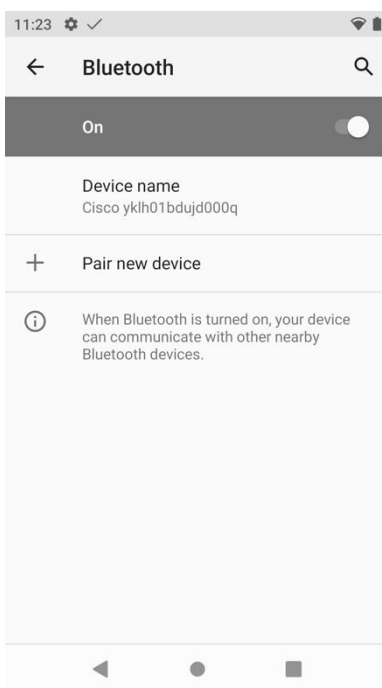 11:23
Bluetooth
On
Device name
Cisco yklh01bdujd000q
Pair new device
When Bluetooth is turned on, your device
can communicate with other nearby
Bluetooth devices.